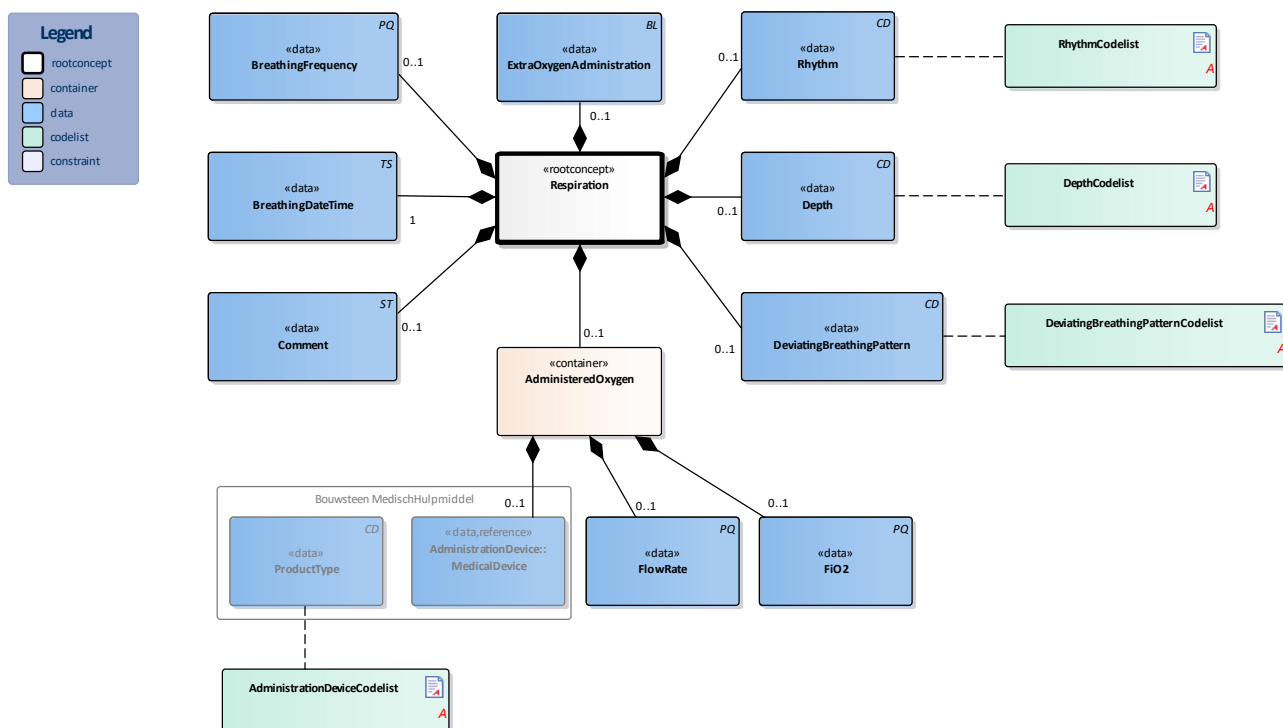 Legend
rootconcept
container
data
codelist
constraint
PQ
«data»
BreathingFrequency
0..1
BL
«data»
ExtraOxygenAdministration
0..1
CD
«data»
Rhythm
0..1
RhythmCodelist
A
TS
«data»
BreathingDateTime
1
«rootconcept»
Respiration
CD
«data»
Depth
0..1
DepthCodelist
A
ST
«data»
Comment
0..1
0..1
CD
«data»
DeviatingBreathingPattern
0..1
DeviatingBreathingPatternCodelist
A
«container»
AdministeredOxygen
Bouwsteen MedischHulpmiddel
0..1
0..1
0..1
CD
«data»
ProductType
«data,reference»
AdministrationDevice::
MedicalDevice
PQ
«data»
FlowRate
PQ
«data»
FiO2
AdministrationDeviceCodelist
A